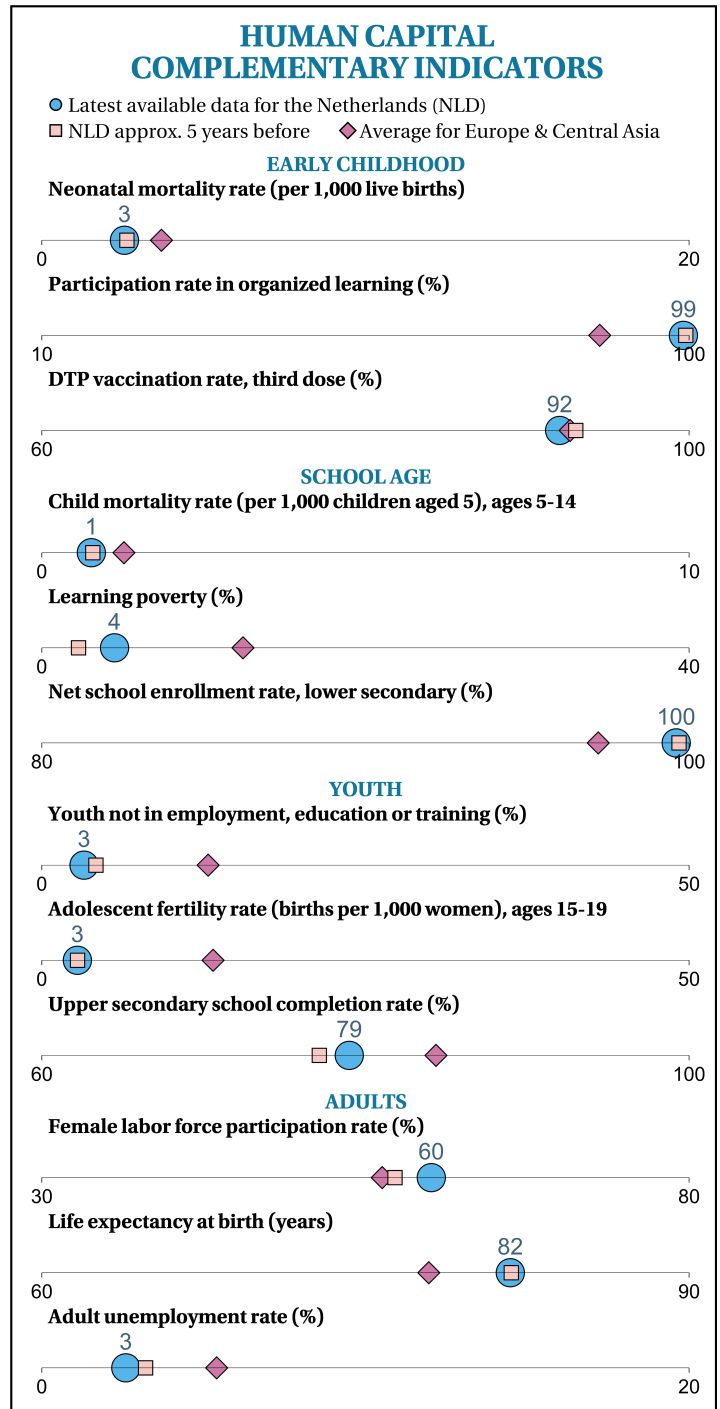 HUMAN CAPITAL
COMPLEMENTARY INDICATORS
Latest available data for the Netherlands (NLD)
NLD approx. 5 years before Average for Europe & Central Asia
EARLY CHILDHOOD
Neonatal mortality rate (per 1,000 live births)
3
0 20
Participation rate in organized learning (%)
99
10 100
DTP vaccination rate, third dose (%)
92
60 100
SCHOOL AGE
Child mortality rate (per 1,000 children aged 5), ages 5-14
1
0 10
Learning poverty (%)
4
0 40
Net school enrollment rate, lower secondary (%)
100
80 100
YOUTH
Youth not in employment, education or training (%)
3
0 50
Adolescent fertility rate (births per 1,000 women), ages 15-19
3
0 50
Upper secondary school completion rate (%)
79
60 100
ADULTS
Female labor force participation rate (%)
60
30 80
Life expectancy at birth (years)
82
60 90
Adult unemployment rate (%)
3
0 20